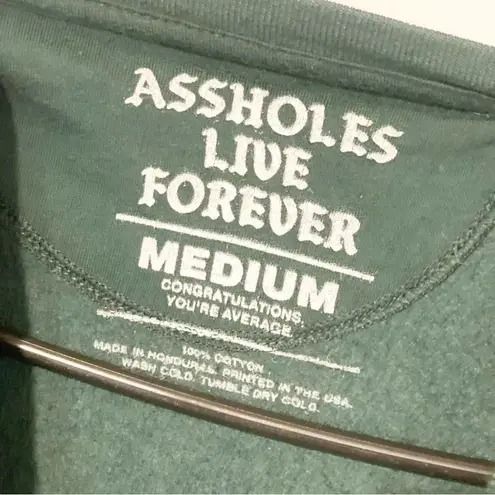 ASSHOLES
LIVE
FOREVER
MEDIUM
CONGRATULATIONS.
YOU'RE AVERAGE.
100% COTTON.
MADE IN HONDURAS. PRINTED IN THE USA.
WASH COLD. TUMBLE DRY COLD.